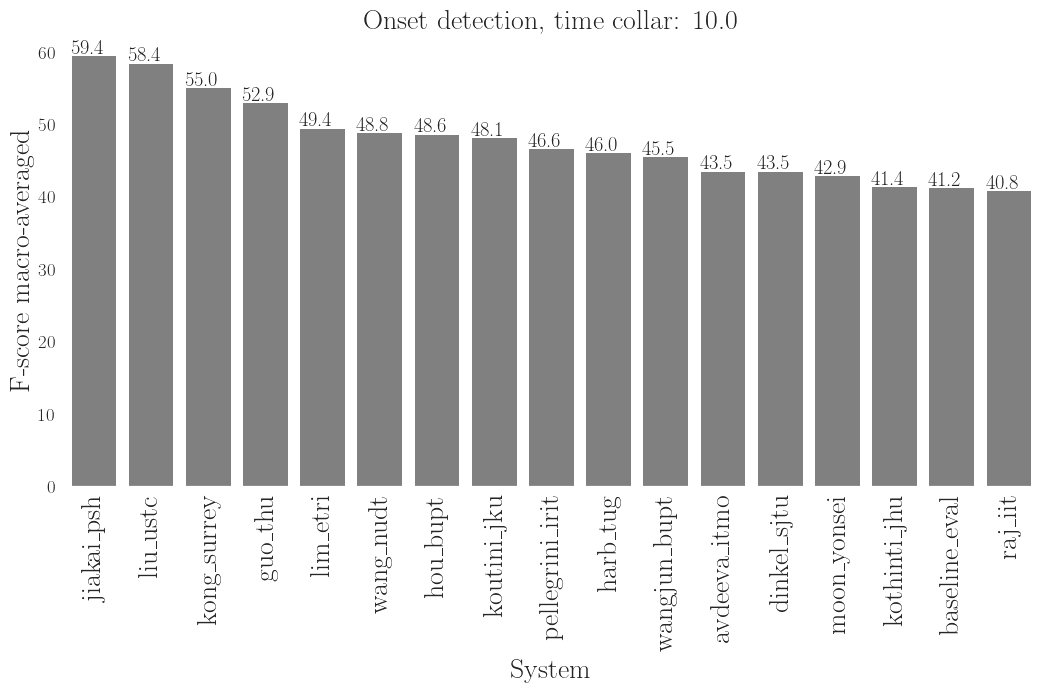 Onset detection, time collar: 10.0
F-score macro-averaged
60
50
40
30
20
10
0
59.4
58.4
55.0
52.9
49.4
48.8
48.6
48.1
46.6
46.0
45.5
43.5
43.5
42.9
41.4
41.2
40.8
jiakai_psh
liu_ustc
kong_surrey
guo_thu
lim_etri
wang_nudt
hou_bupt
koutini_jku
pellegrini_irit
harb_tug
wangjun_bupt
avdeeva_itmo
dinkel_sjtu
moon_yonsei
kothinti_jhu
baseline_eval
raj_iit
System